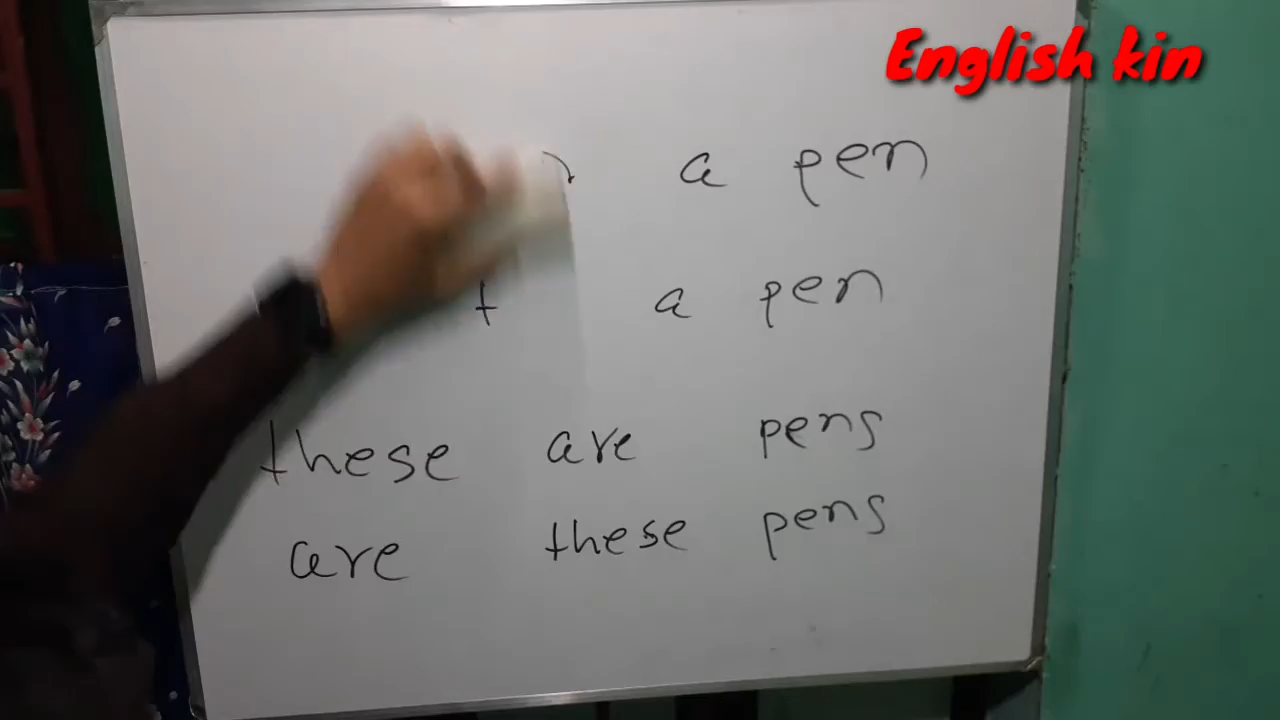 English kin
a pen
t a pen
these are pens
are these pens